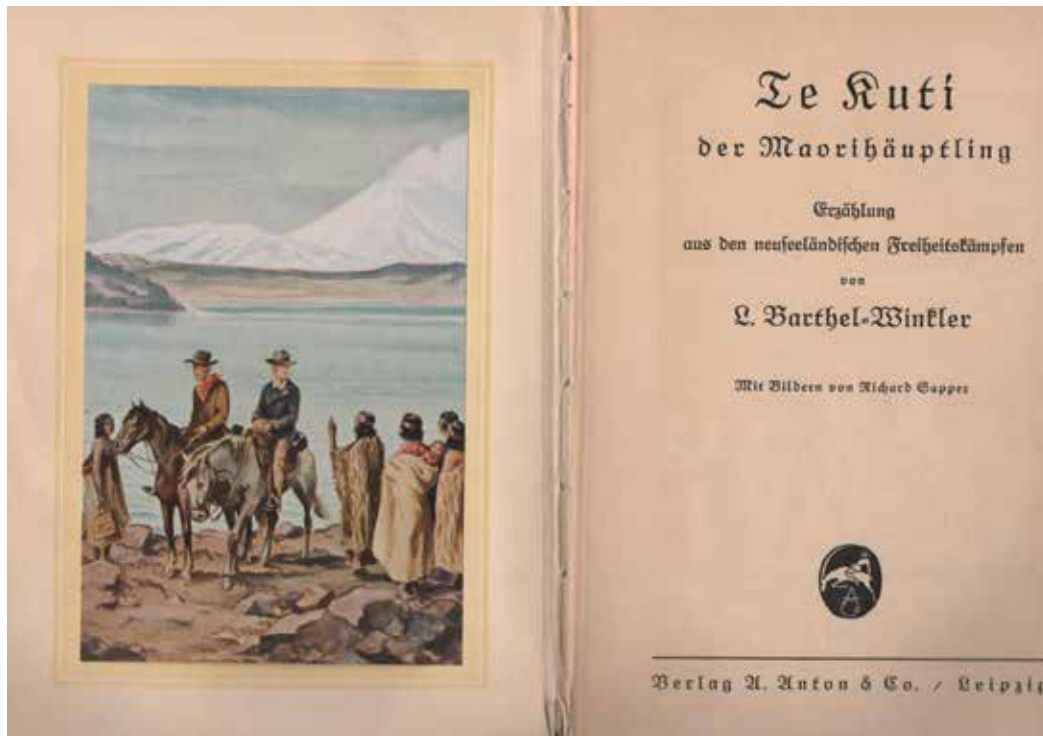 Te Kuti
der Maorihäuptling
Erzählung
aus den neuseeländischen Freiheitskämpfen
von
L. Barthel-Winkler
Mit Bildern von Richard Sapper
Verlag A. Anton & Co. / Leipzig